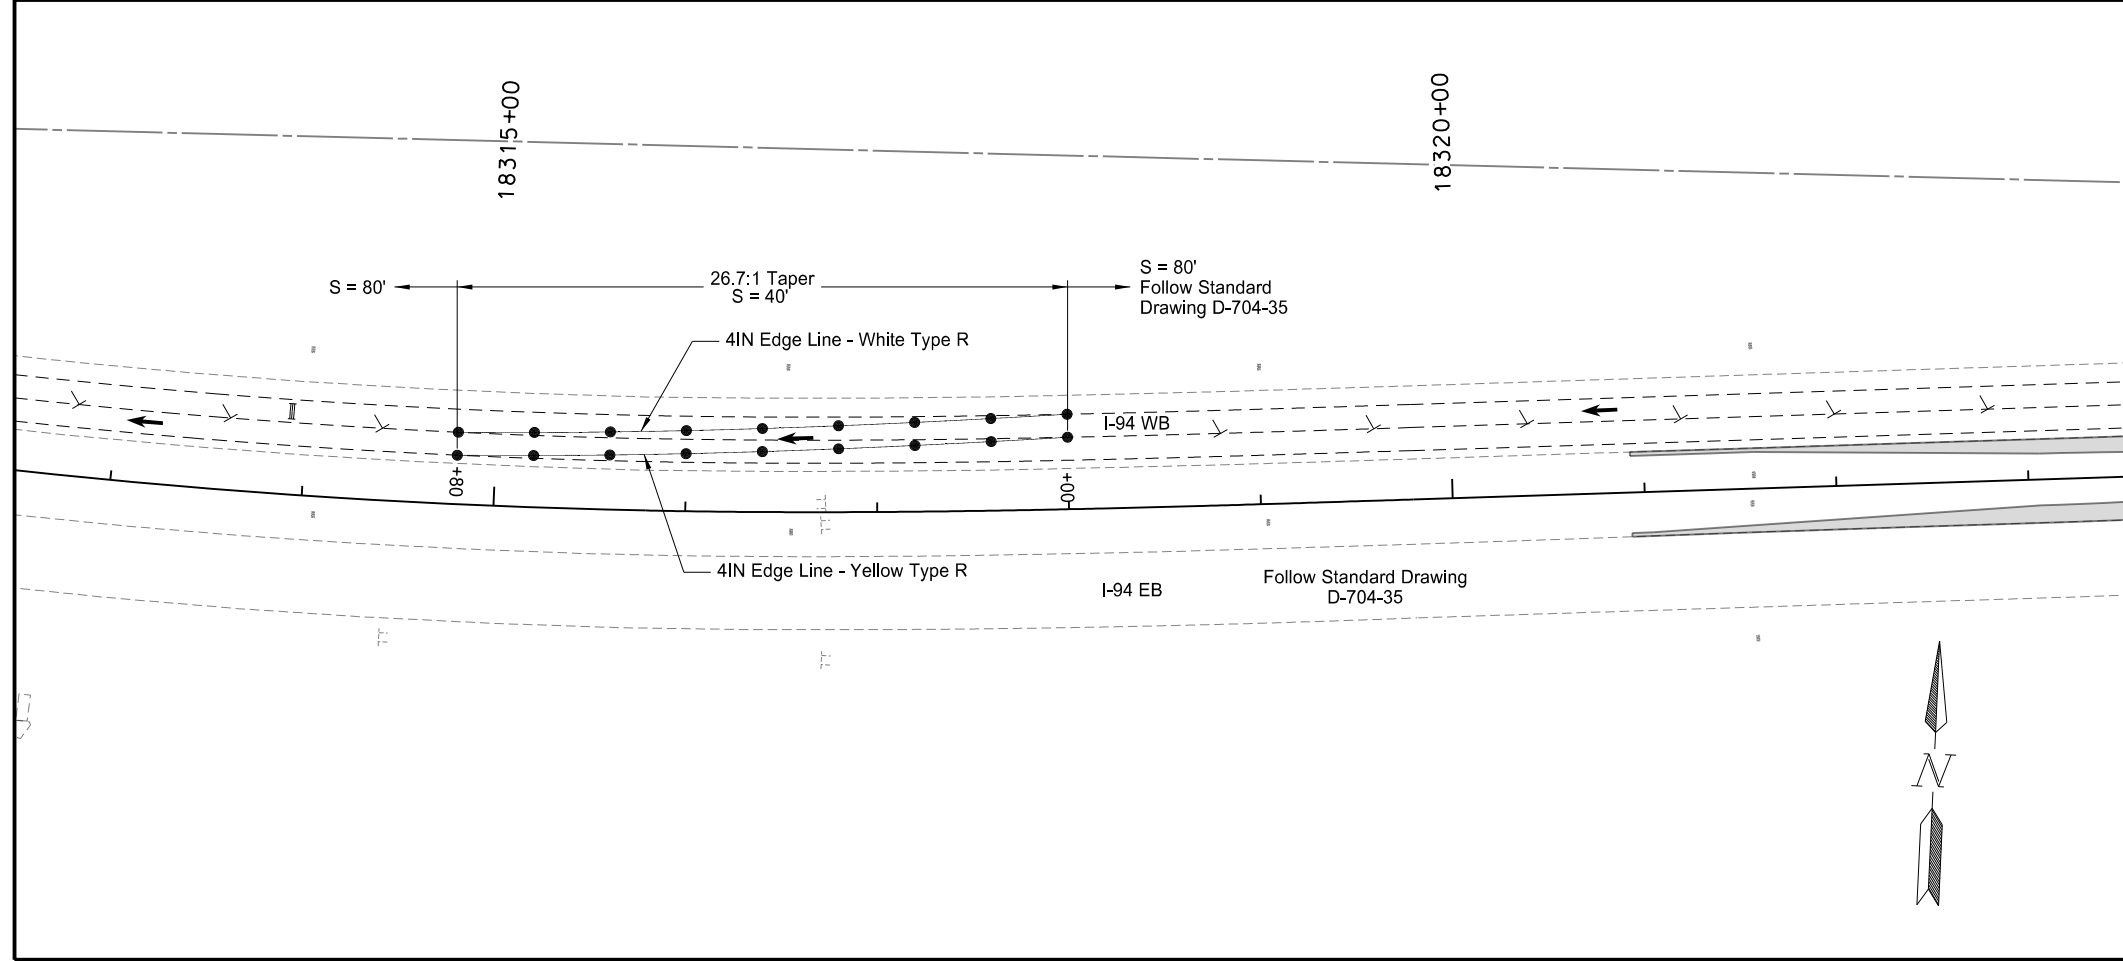 18315+00
18320+00
S = 80'
26.7:1 Taper
S = 40'
S = 80'
Follow Standard
Drawing D-704-35
4IN Edge Line - White Type R
I-94 WB
+80
+00
4IN Edge Line - Yellow Type R
I-94 EB
Follow Standard Drawing
D-704-35
N